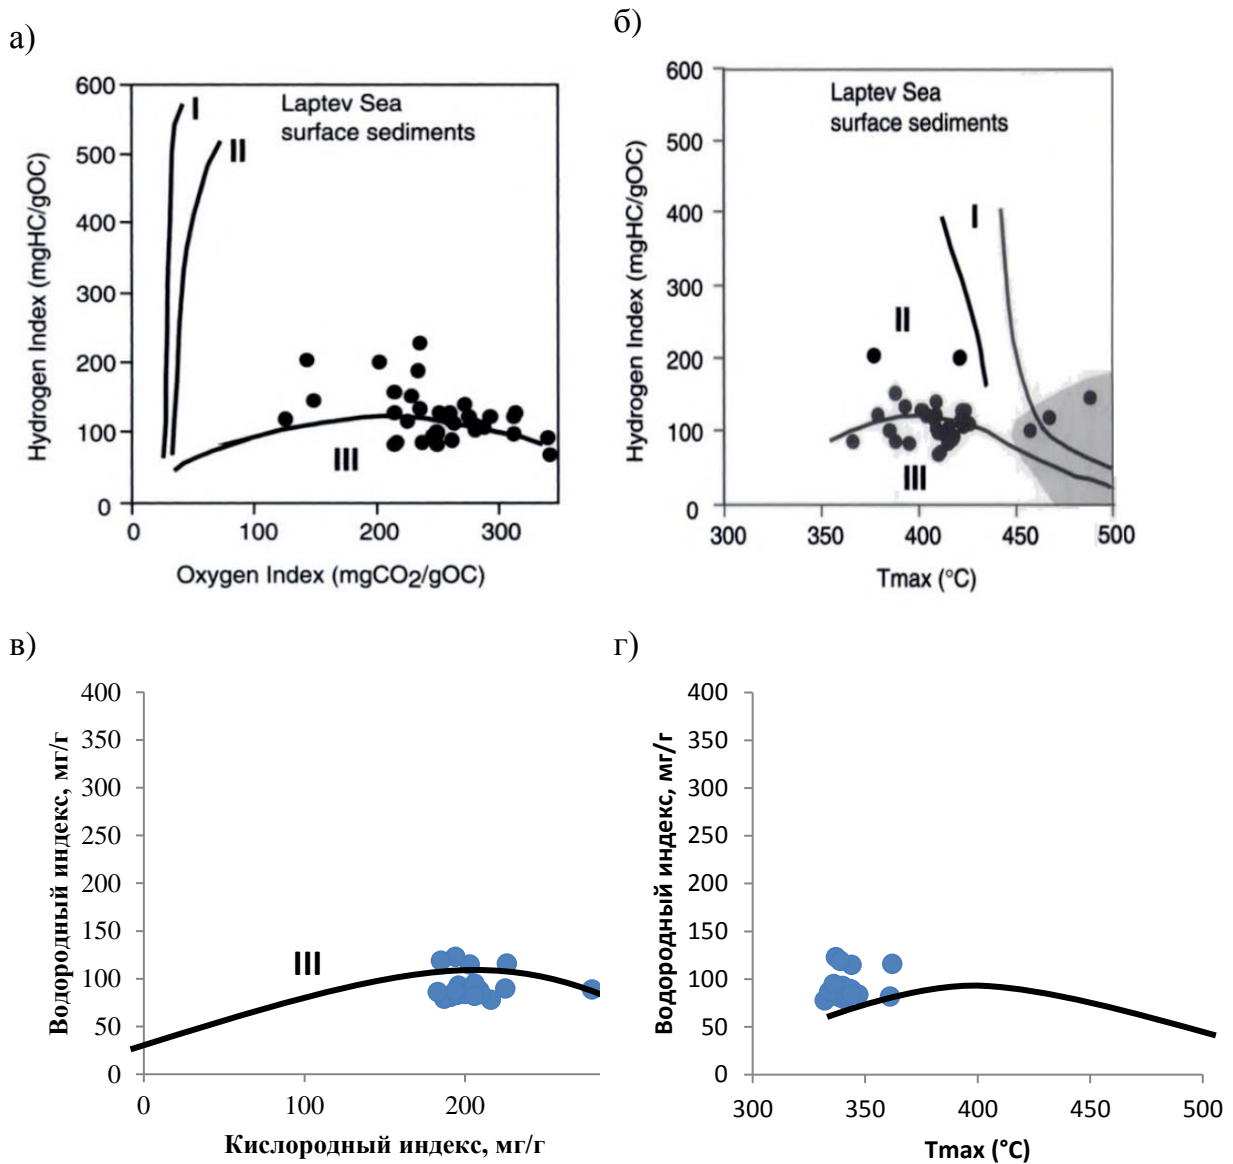 а)
600
500
400
300
200
100
0
Hydrogen Index (mgHC/gOC)
Laptev Sea
surface sediments
I
II
III
0 100 200 300
Oxygen Index (mgCO2/gOC)
б)
600
500
400
300
200
100
0
Hydrogen Index (mgHC/gOC)
Laptev Sea
surface sediments
I
II
III
300 350 400 450 500
Tmax (°C)
в)
400
350
300
250
200
150
100
50
0
Водородный индекс, мг/г
III
0 100 200
Кислородный индекс, мг/г
г)
400
350
300
250
200
150
100
50
0
Водородный индекс, мг/г
300 350 400 450 500
Tmax (°C)